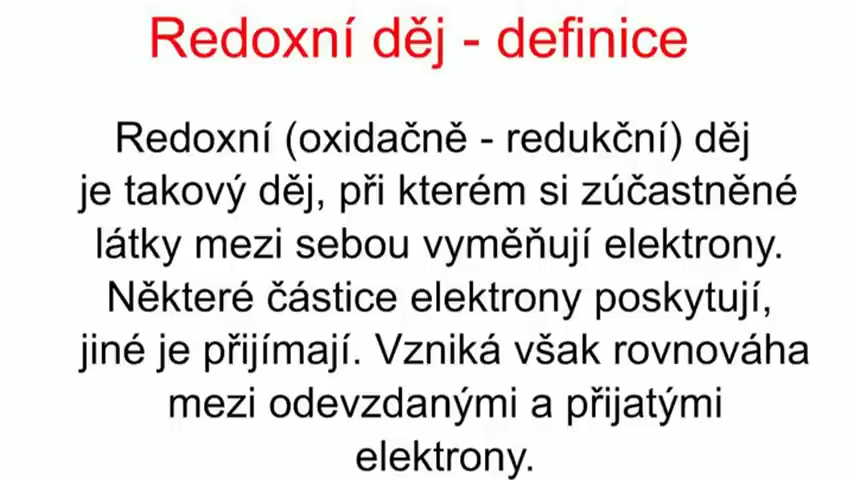 Redoxní děj - definice
Redoxní (oxidačně - redukční) děj
je takový děj, při kterém si zúčastněné
látky mezi sebou vyměňují elektrony.
Některé částice elektrony poskytují,
jiné je přijímají. Vzniká však rovnováha
mezi odevzdanými a přijatými
elektrony.